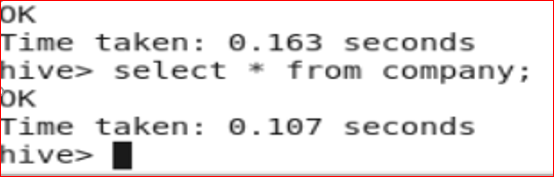 OK
Time taken: 0.163 seconds
hive> select * from company;
OK
Time taken: 0.107 seconds
hive>